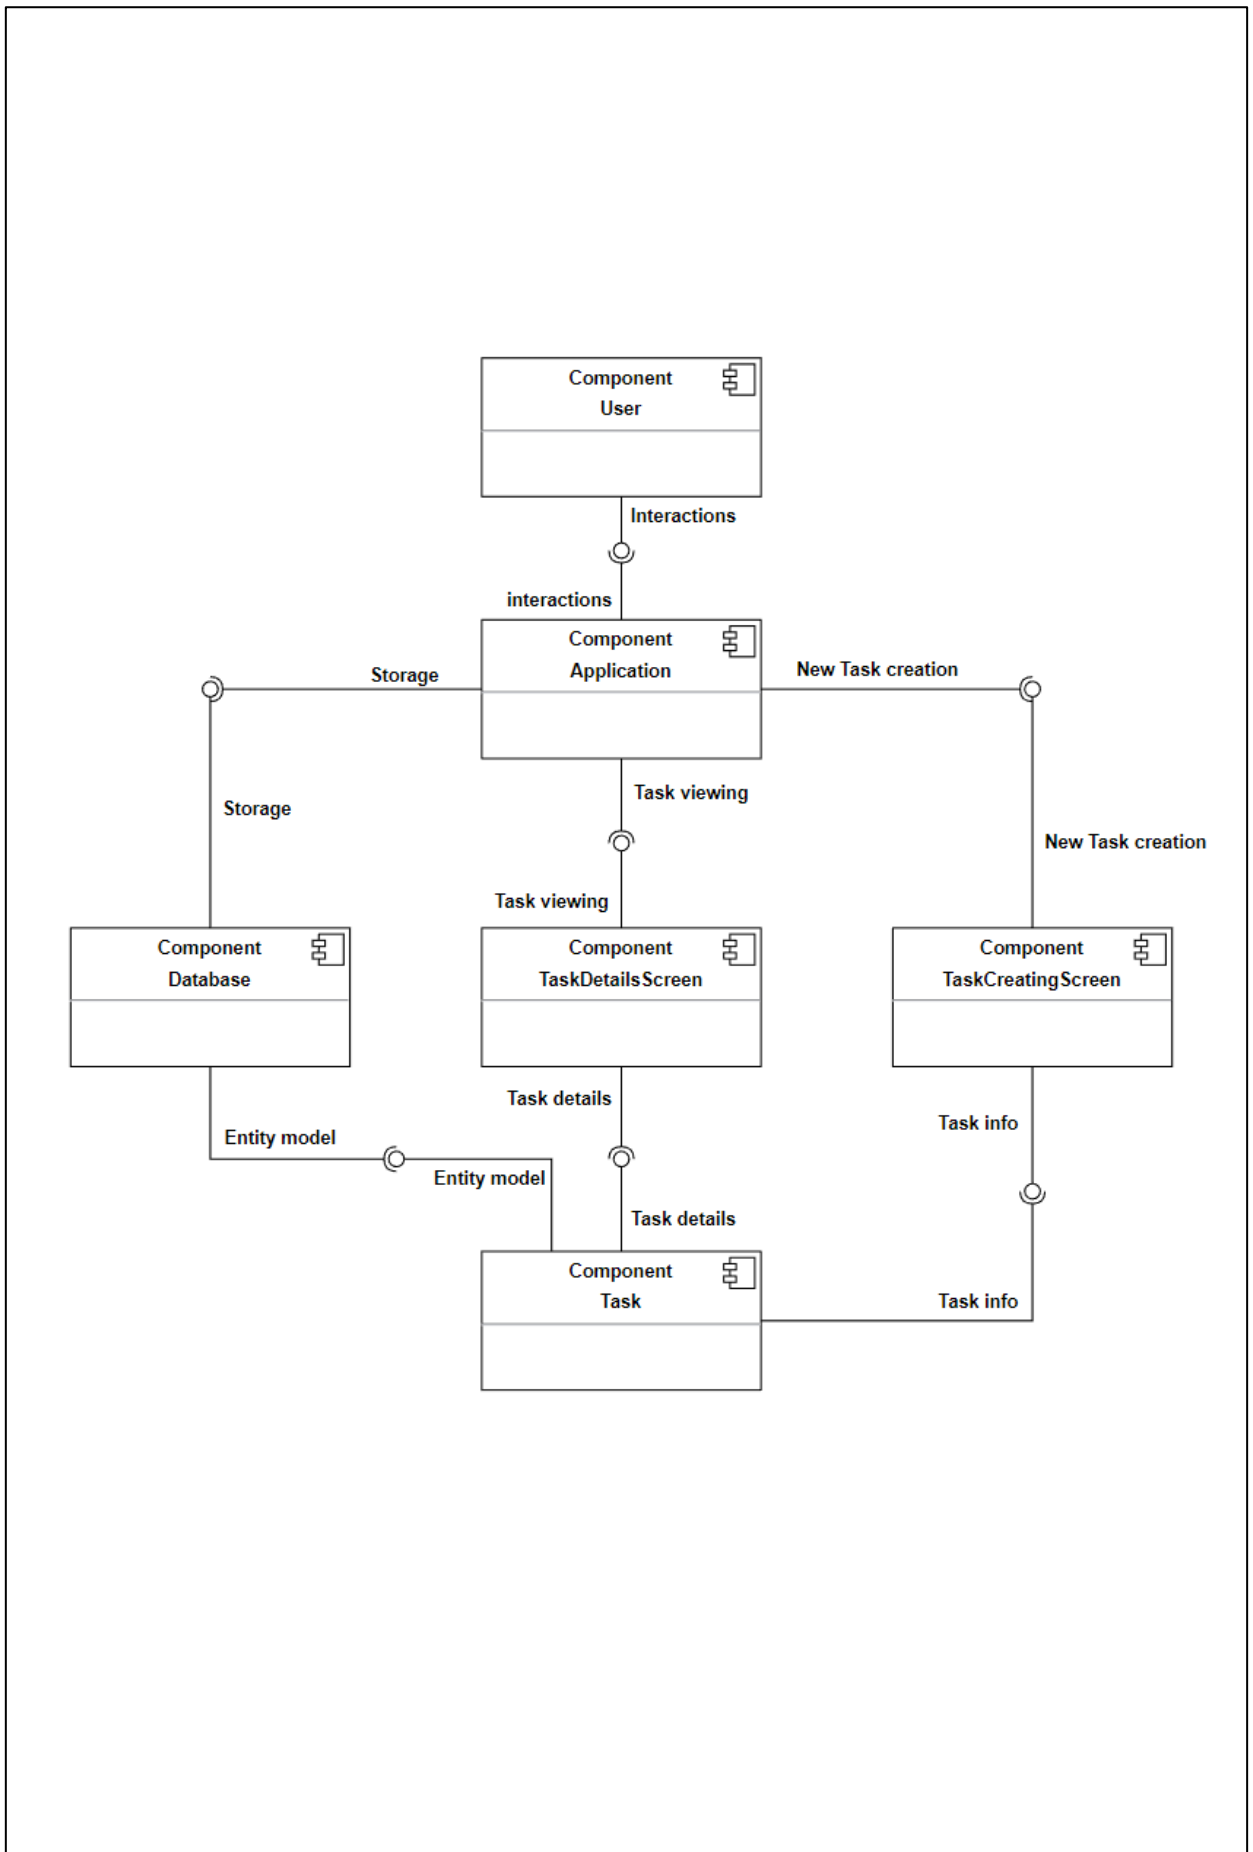 Component
User
Interactions
interactions
Component
Application
Storage
New Task creation
Storage
Task viewing
New Task creation
Task viewing
Component
Database
Component
TaskDetailsScreen
Component
TaskCreatingScreen
Task details
Task info
Entity model
Entity model
Task details
Component
Task
Task info